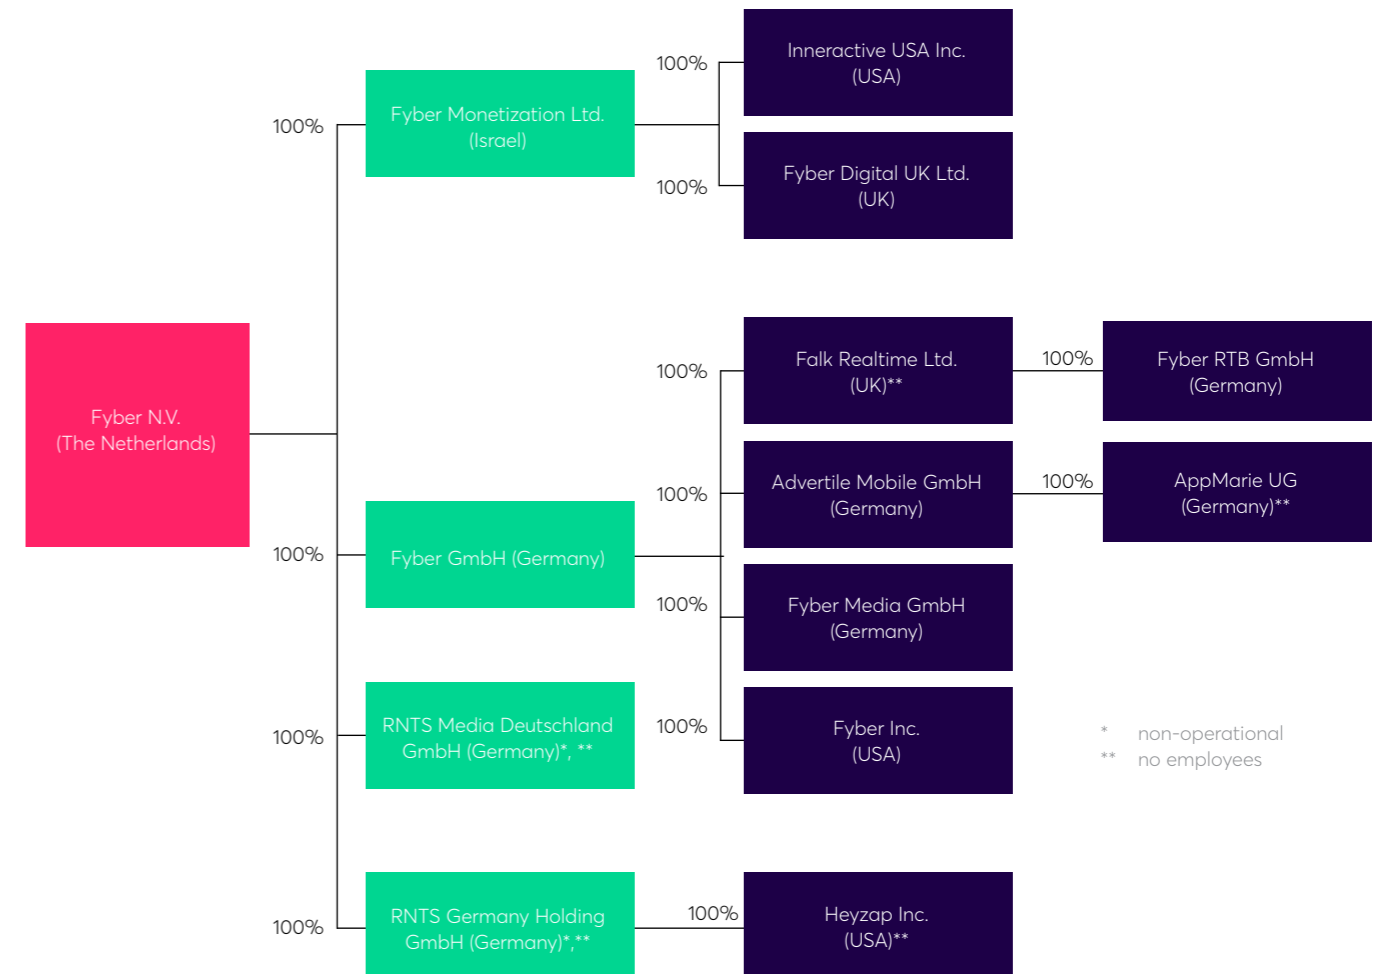 100%
Inneractive USA Inc.
(USA)
100%
Fyber Monetization Ltd.
(Israel)
100%
Fyber Digital UK Ltd.
(UK)
Fyber N.V.
(The Netherlands)
100%
Falk Realtime Ltd.
(UK)**
100%
Fyber RTB GmbH
(Germany)
100%
Advertile Mobile GmbH
(Germany)
100%
AppMarie UG
(Germany)**
100%
Fyber GmbH (Germany)
100%
Fyber Media GmbH
(Germany)
100%
RNTS Media Deutschland
GmbH (Germany)*, **
100%
Fyber Inc.
(USA)
* non-operational
** no employees
100%
RNTS Germany Holding
GmbH (Germany)*,**
100%
Heyzap Inc.
(USA)**